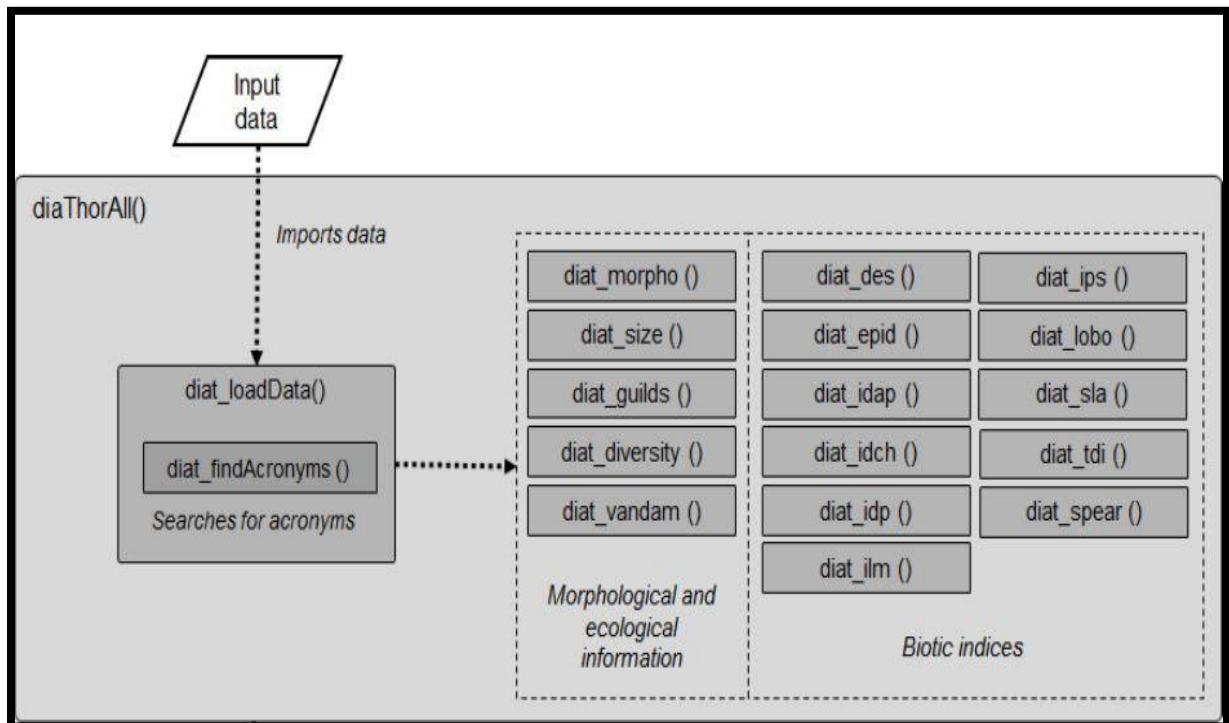 Input
data
diaThorAll()
Imports data
diat_loadData()
diat_findAcronyms ()
Searches for acronyms
diat_morpho ()
diat_size ()
diat_guilds ()
diat_diversity ()
diat_vandam ()
Morphological and
ecological
information
diat_des ()
diat_epid ()
diat_idap ()
diat_idch ()
diat_idp ()
diat_ilm ()
diat_ips ()
diat_lobo ()
diat_sla ()
diat_tdi ()
diat_spear ()
Biotic indices